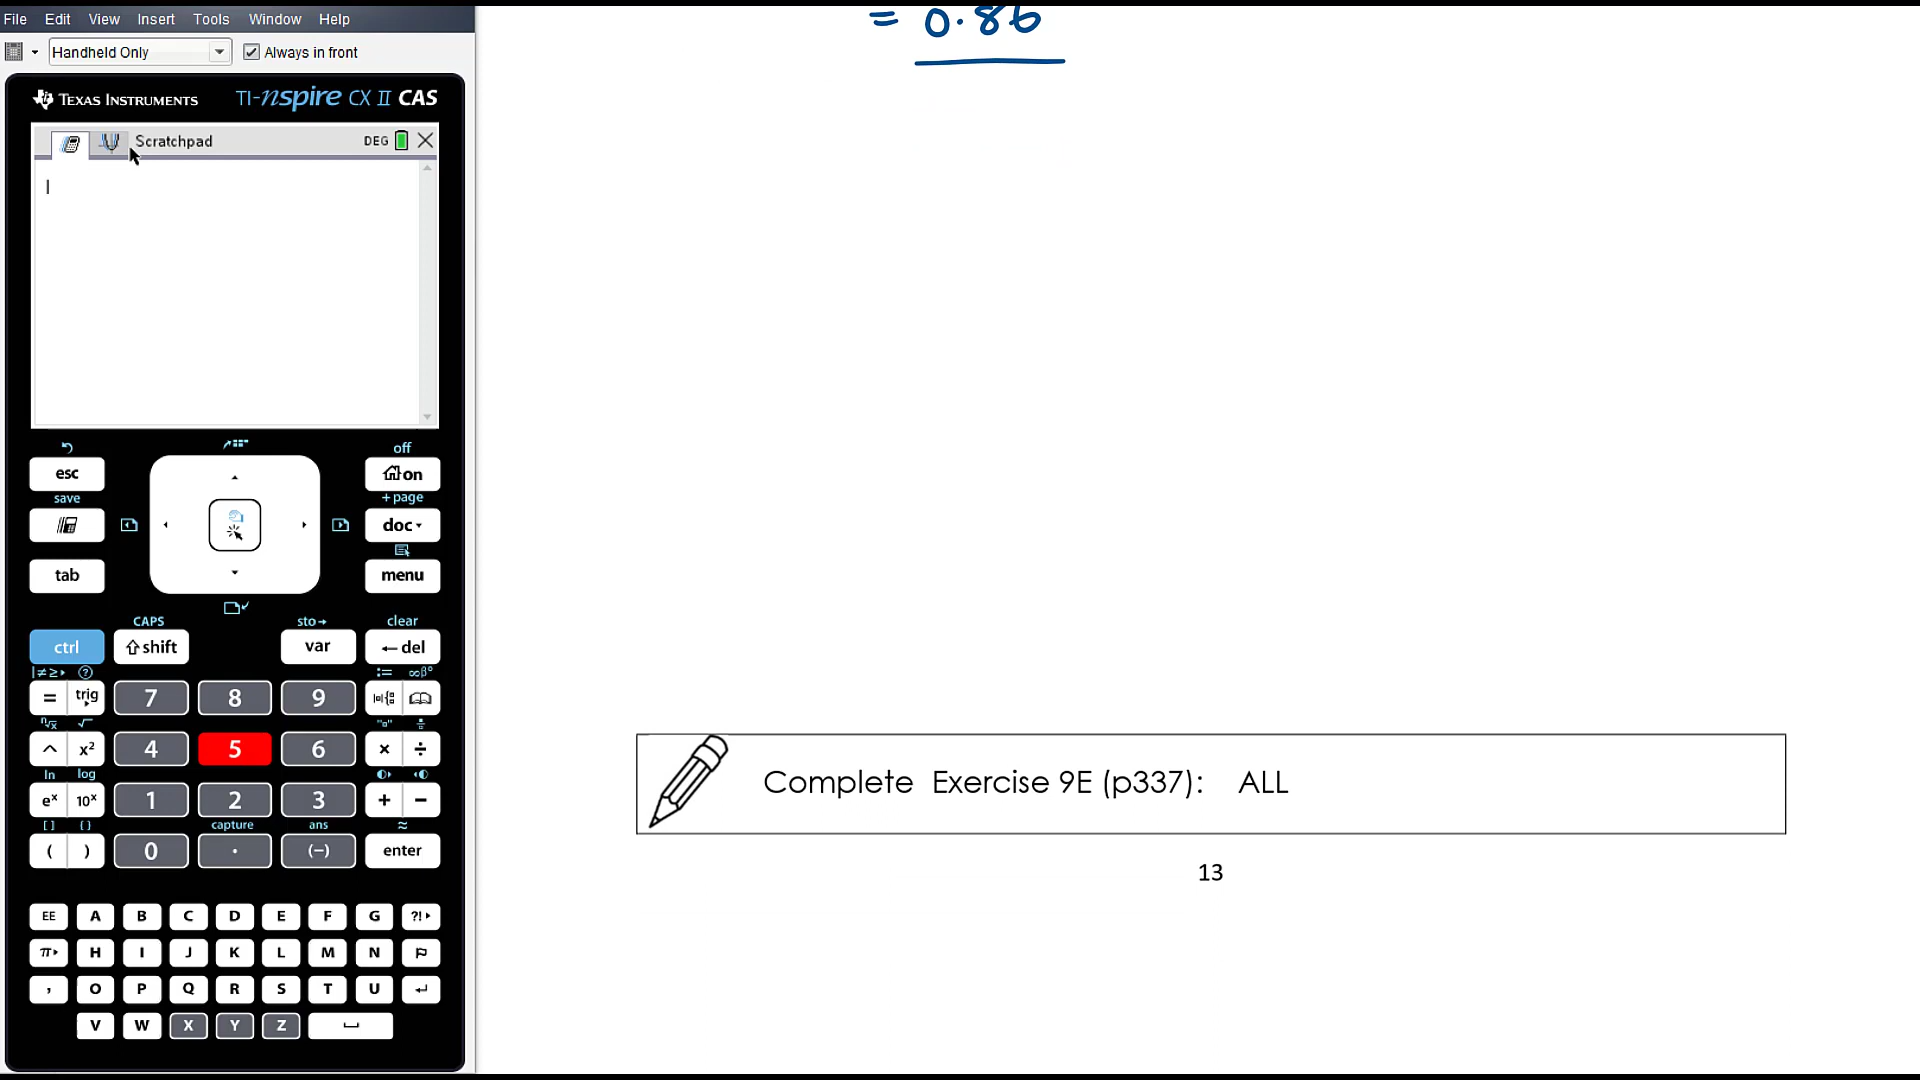 File Edit View Insert Tools Window Help
Handheld Only Always in front
TEXAS INSTRUMENTS TI-nspire CX II CAS
Scratchpad DEG
= 0.86
off
esc on
save + page
doc
tab menu
CAPS sto→ clear
ctrl shift var ←del
|≠≥▸ ? := ∞β°
= trig 7 8 9
ⁿ√x √ "▫" ÷
^ x² 4 5 6 × ÷
ln log
eˣ 10ˣ 1 2 3 + −
[ ] { } capture ans ≈
( ) 0 . (−) enter
EE A B C D E F G ?!▸
π▸ H I J K L M N
, O P Q R S T U ↵
V W X Y Z
Complete Exercise 9E (p337): ALL
13